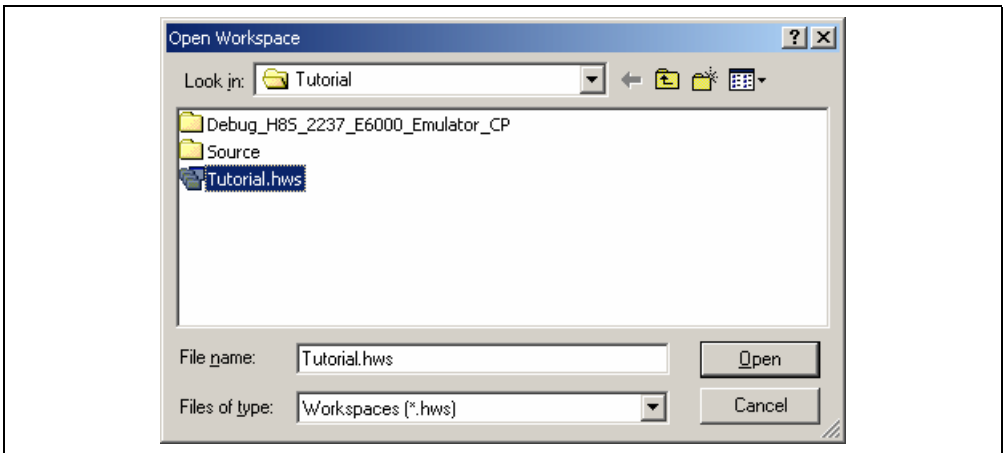 Open Workspace
Look in: Tutorial
Debug_H8S_2237_E6000_Emulator_CP
Source
Tutorial.hws
File name: Tutorial.hws Open
Files of type: Workspaces (*.hws) Cancel